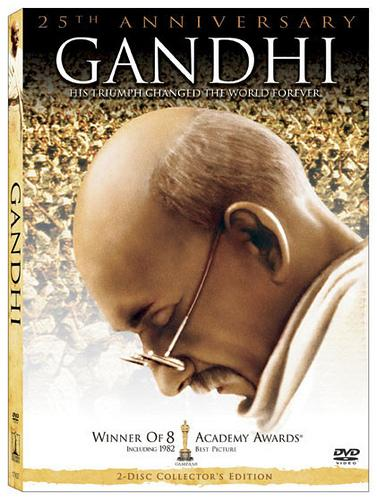 25TH ANNIVERSARY
GANDHI
HIS TRIUMPH CHANGED THE WORLD FOREVER.
GANDHI
WINNER OF 8 ACADEMY AWARDS®
INCLUDING 1982 BEST PICTURE
DVD
VIDEO
2-DISC COLLECTOR'S EDITION